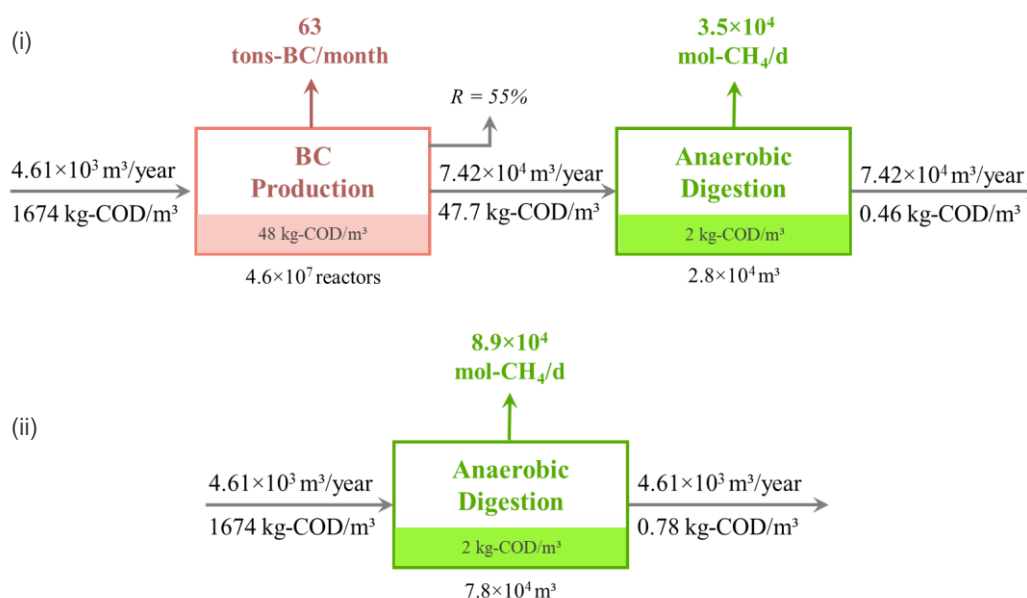 (i)
63
tons-BC/month
R = 55%
3.5×10⁴
mol-CH₄/d
4.61×10³ m³/year
1674 kg-COD/m³
BC
Production
48 kg-COD/m³
4.6×10⁷ reactors
7.42×10⁴ m³/year
47.7 kg-COD/m³
Anaerobic
Digestion
2 kg-COD/m³
2.8×10⁴ m³
7.42×10⁴ m³/year
0.46 kg-COD/m³
(ii)
8.9×10⁴
mol-CH₄/d
4.61×10³ m³/year
1674 kg-COD/m³
Anaerobic
Digestion
2 kg-COD/m³
7.8×10⁴ m³
4.61×10³ m³/year
0.78 kg-COD/m³